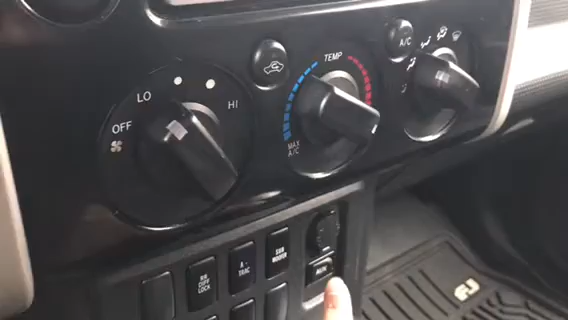 OFF
LO
HI
TEMP
MAX
A/C
A/C
RR
DIFF
LOCK
A
TRAC
SUB
WOOFER
AUX